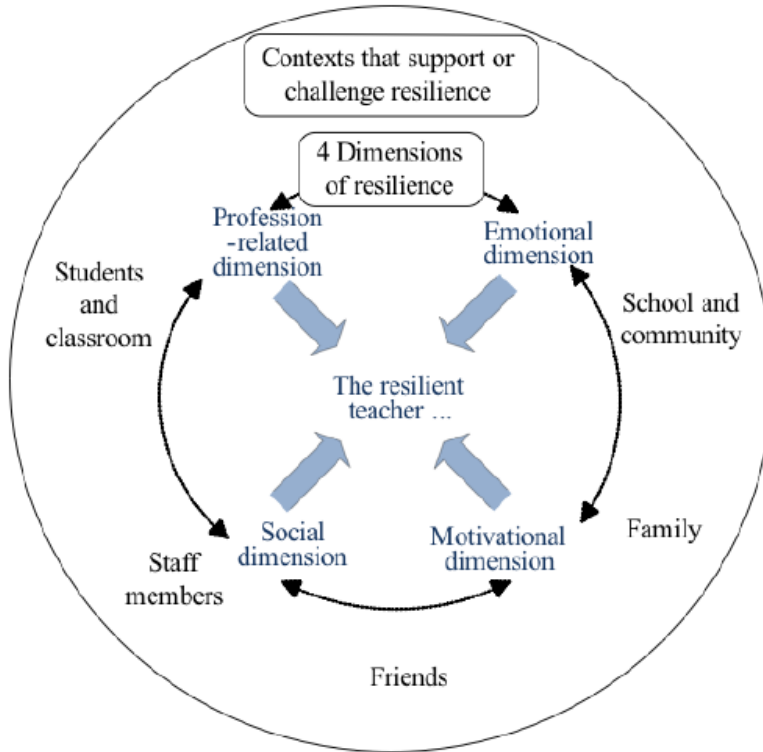 Contexts that support or
challenge resilience
4 Dimensions
of resilience
Profession
-related
dimension
Emotional
dimension
Students
and
classroom
School and
community
The resilient
teacher ...
Social
dimension
Motivational
dimension
Family
Staff
members
Friends